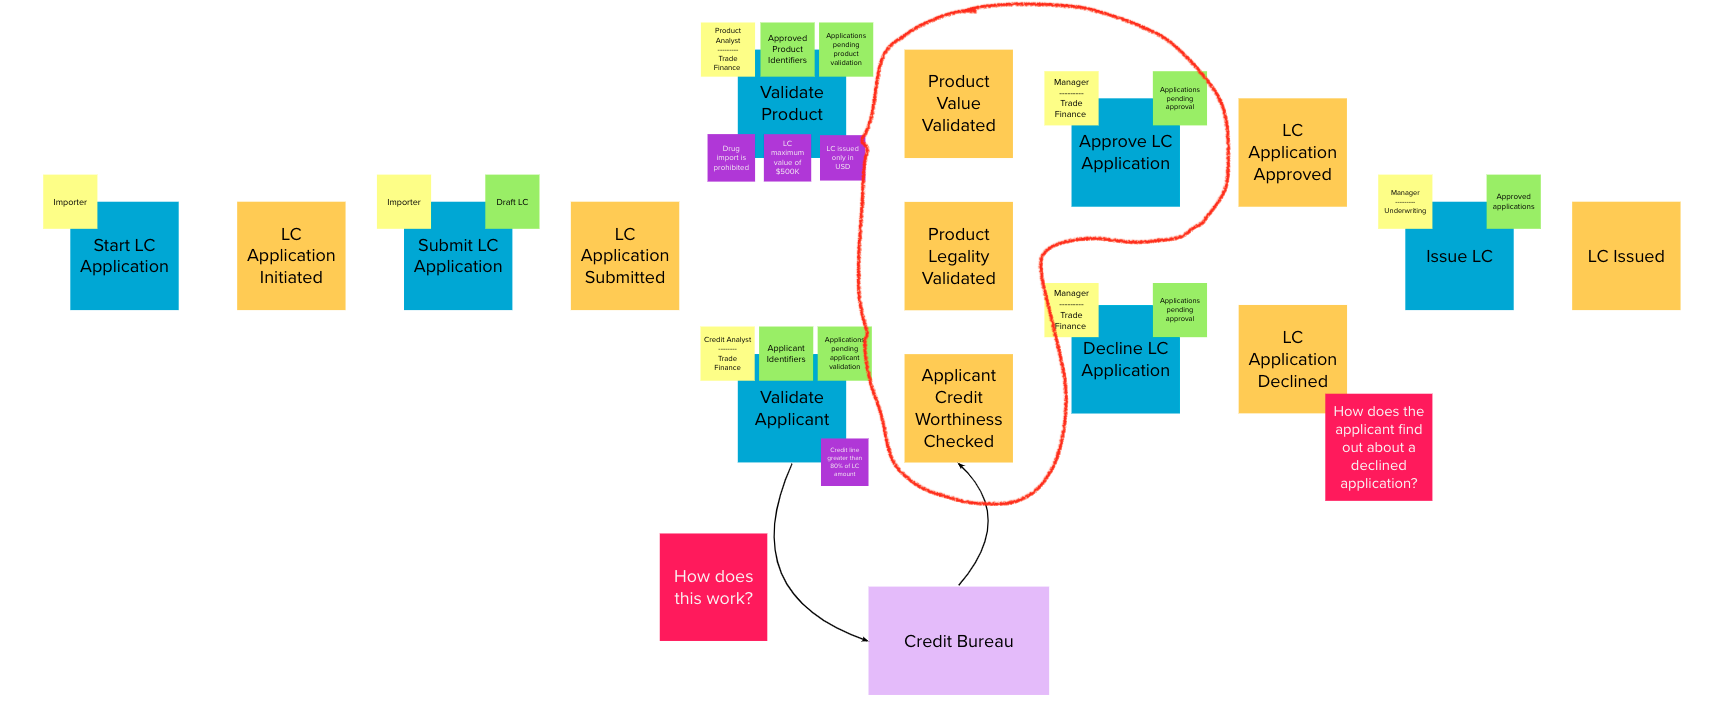 Importer
Start LC
Application
LC
Application
Initiated
Importer
Draft LC
Submit LC
Application
LC
Application
Submitted
Product
Analyst
---------
Trade
Finance
Approved
Product
Identifiers
Applications
pending
product
validation
Validate
Product
Drug
import is
prohibited
LC
maximum
value of
$500K
LC issued
only in
USD
Credit Analyst
--------
Trade
Finance
Applicant
Identifiers
Applications
pending
applicant
validation
Validate
Applicant
Credit line
greater than
80% of LC
amount
How does
this work?
Product
Value
Validated
Product
Legality
Validated
Applicant
Credit
Worthiness
Checked
Credit Bureau
Manager
---------
Trade
Finance
Applications
pending
approval
Approve LC
Application
Manager
---------
Trade
Finance
Applications
pending
approval
Decline LC
Application
LC
Application
Approved
LC
Application
Declined
How does the
applicant find
out about a
declined
application?
Manager
---------
Underwriting
Approved
applications
Issue LC
LC Issued